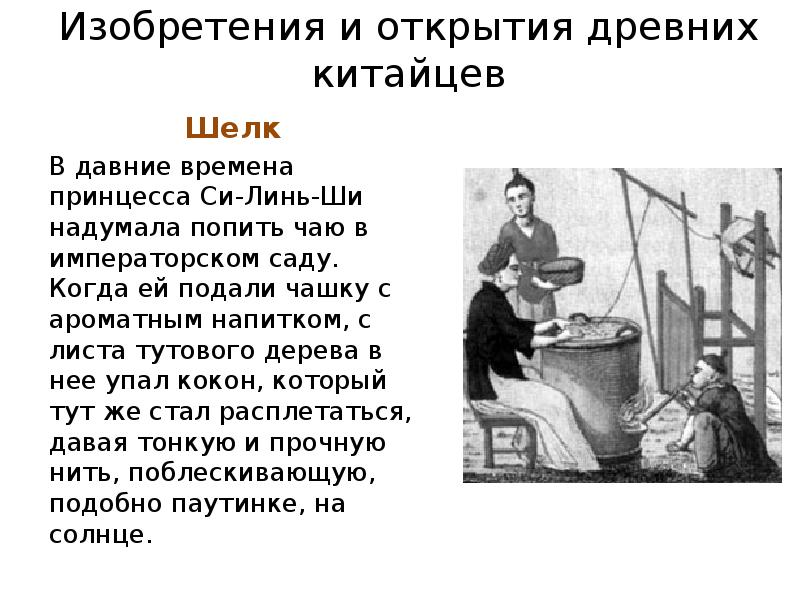 Изобретения и открытия древних
китайцев
Шелк
В давние времена
принцесса Си-Линь-Ши
надумала попить чаю в
императорском саду.
Когда ей подали чашку с
ароматным напитком, с
листа тутового дерева в
нее упал кокон, который
тут же стал расплетаться,
давая тонкую и прочную
нить, поблескивающую,
подобно паутинке, на
солнце.